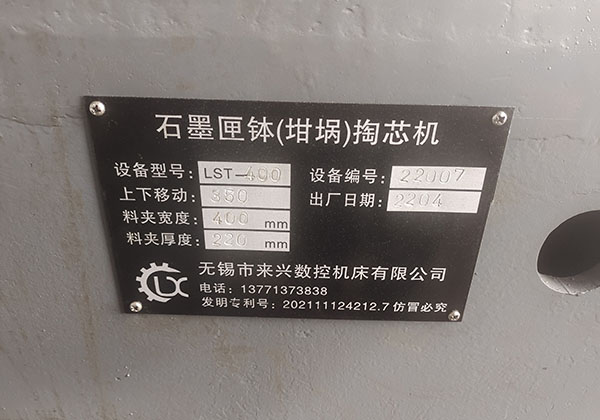 石墨匣钵(坩埚)掏芯机
设备型号: LST-400 设备编号: 22007
上下移动: 350 出厂日期: 2204
料夹宽度: 400 mm
料夹厚度: 220 mm
LX 无锡市来兴数控机床有限公司
电话: 13771373838
发明专利号: 202111124212.7 仿冒必究